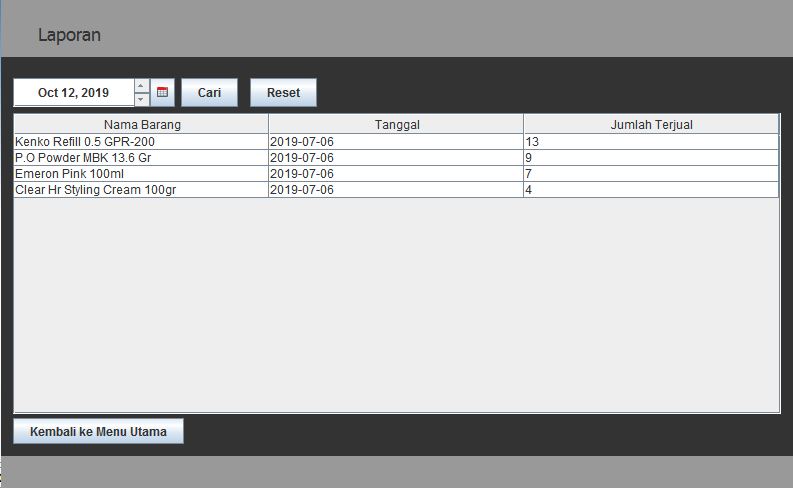 Laporan
Oct 12, 2019 Cari Reset
Nama Barang Tanggal Jumlah Terjual
Kenko Refill 0.5 GPR-200 2019-07-06 13
P.O Powder MBK 13.6 Gr 2019-07-06 9
Emeron Pink 100ml 2019-07-06 7
Clear Hr Styling Cream 100gr 2019-07-06 4
Kembali ke Menu Utama